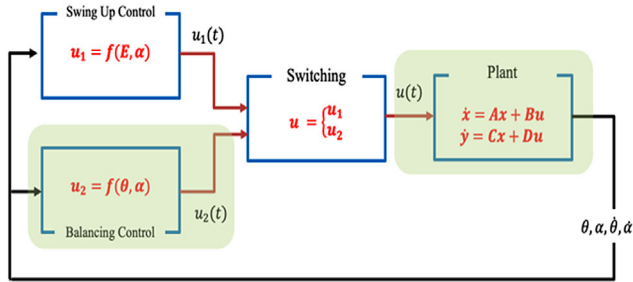 Swing Up Control
u₁ = f(E, α)
u₁(t)
Switching
u = {u₁
u₂
u(t)
Plant
ẋ = Ax + Bu
ẏ = Cx + Du
u₂ = f(θ, α)
u₂(t)
Balancing Control
θ, α, θ̇, α̇